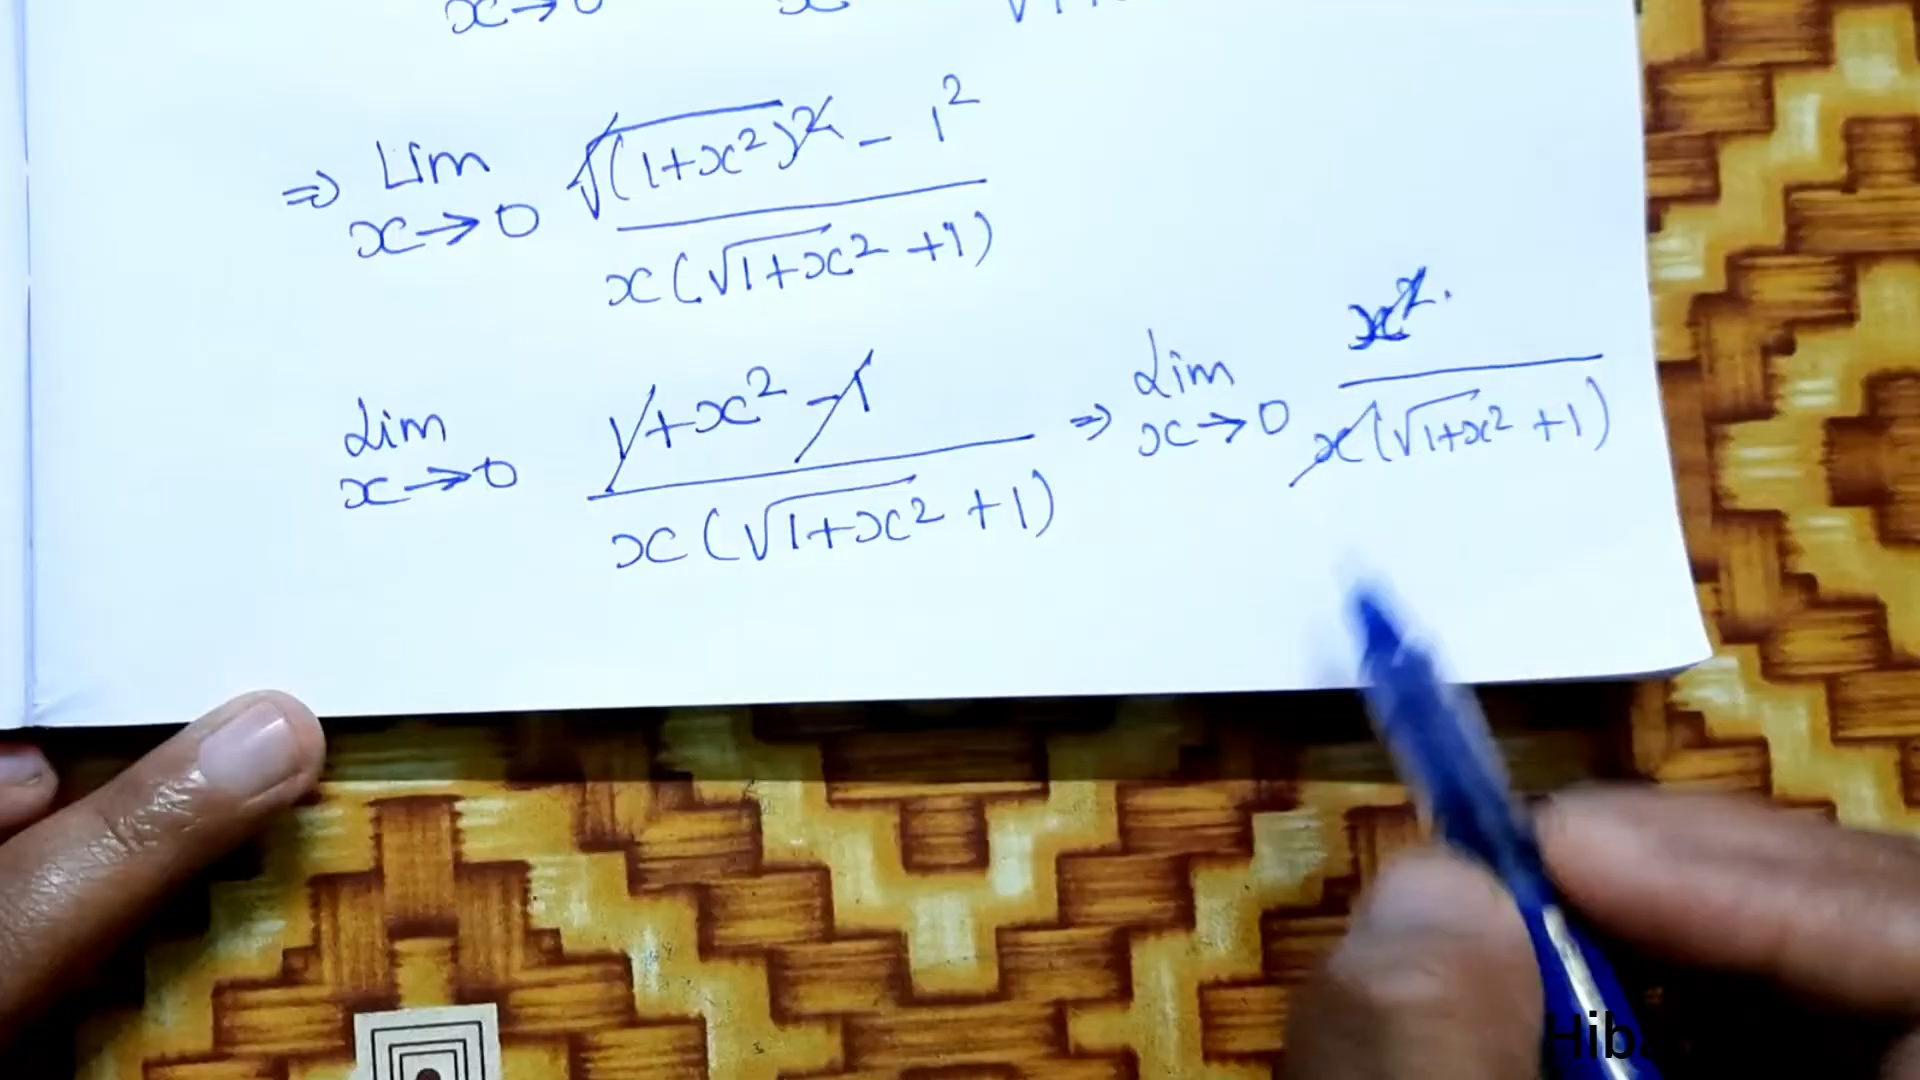 x→0 x
⇒ Lim x→0 √(1+x²)² - 1² / x(√1+x² +1)
Lim x→0 1+x² -1 / x(√1+x² +1) ⇒ Lim x→0 x² / x(√1+x² +1)